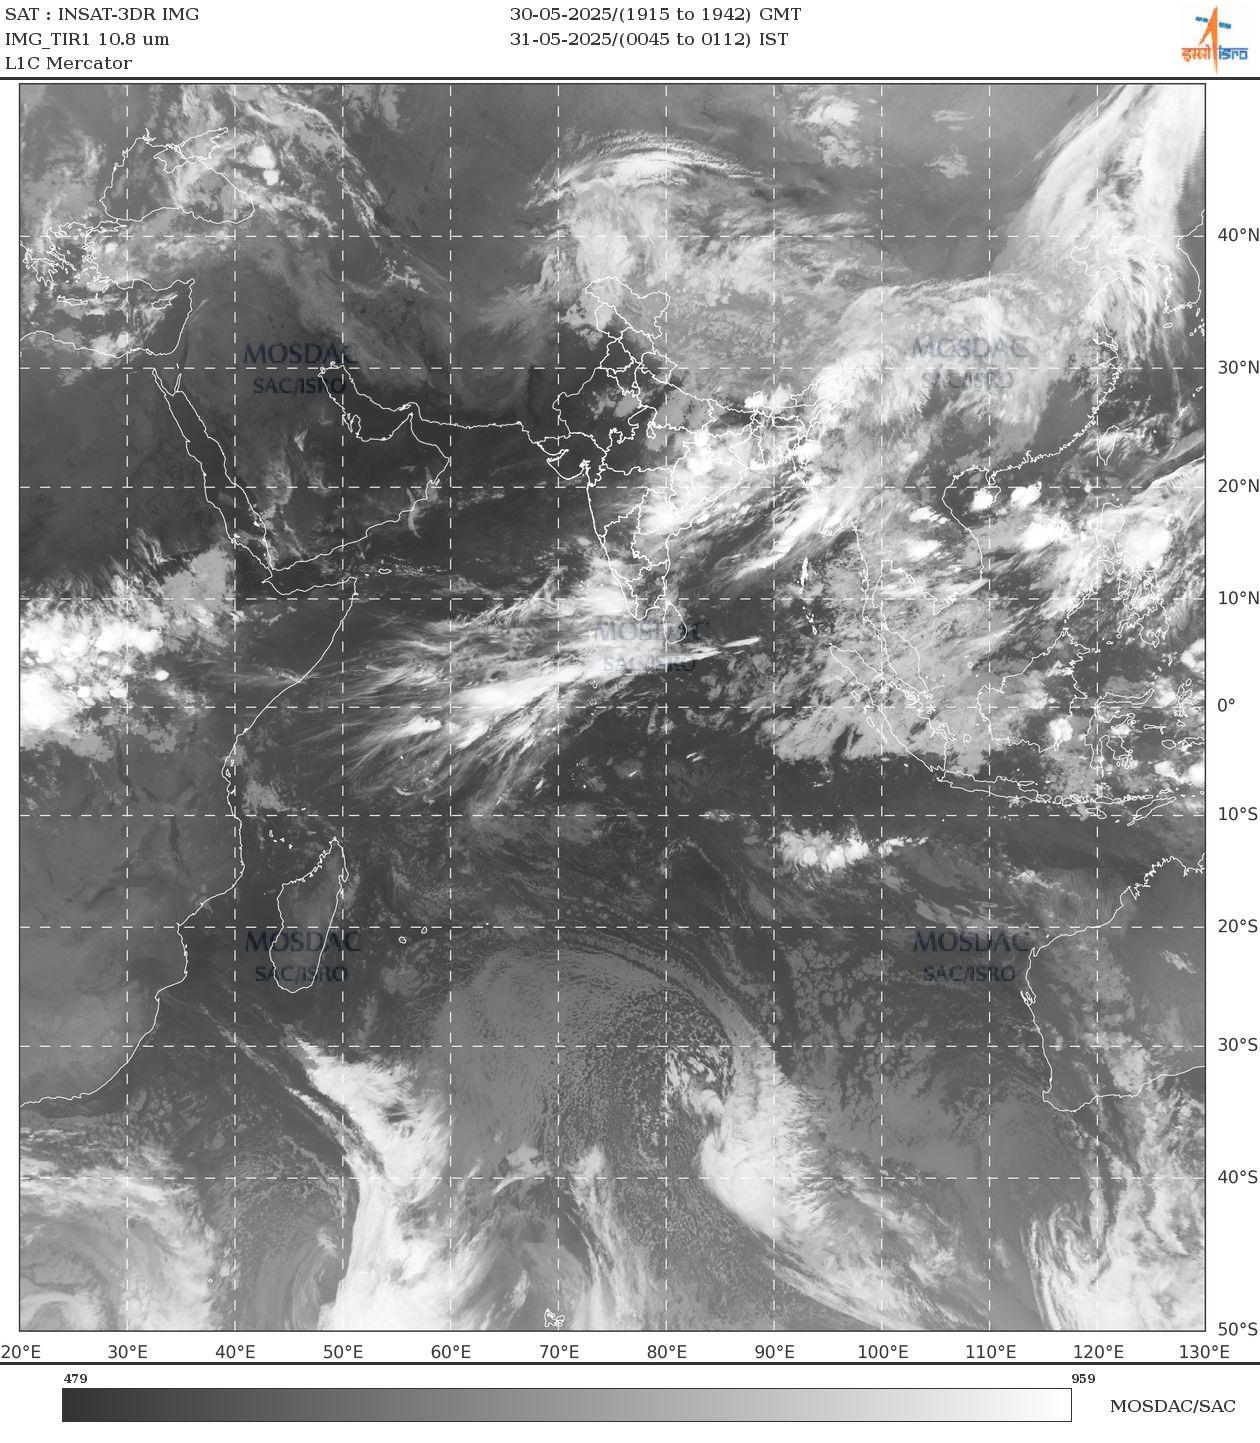 SAT : INSAT-3DR IMG
30-05-2025/(1915 to 1942) GMT
IMG_TIR1 10.8 um
31-05-2025/(0045 to 0112) IST
L1C Mercator
इसरो isro
40°N
MOSDAC
SAC/ISRO
MOSDAC
SAC/ISRO
30°N
20°N
10°N
MOSDAC
SAC/ISRO
0°
10°S
20°S
MOSDAC
SAC/ISRO
MOSDAC
SAC/ISRO
30°S
40°S
50°S
20°E 30°E 40°E 50°E 60°E 70°E 80°E 90°E 100°E 110°E 120°E 130°E
479
959
MOSDAC/SAC